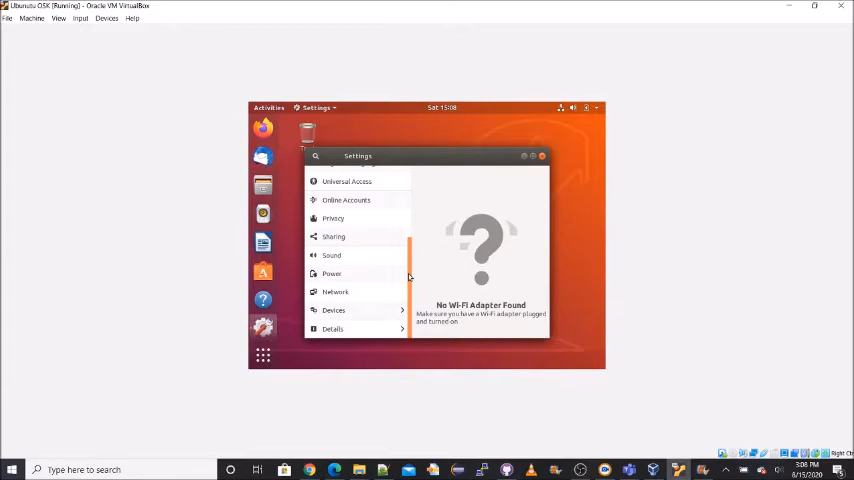 Ubunutu OSK [Running] - Oracle VM VirtualBox
File Machine View Input Devices Help
Activities Settings Sat 15:08
Settings
Universal Access
Online Accounts
Privacy
Sharing
Sound
Power
Network
Devices
Details
No Wi-Fi Adapter Found
Make sure you have a Wi-Fi adapter plugged
and turned on
Right Ctr
Type here to search
3:08 PM
8/15/2020